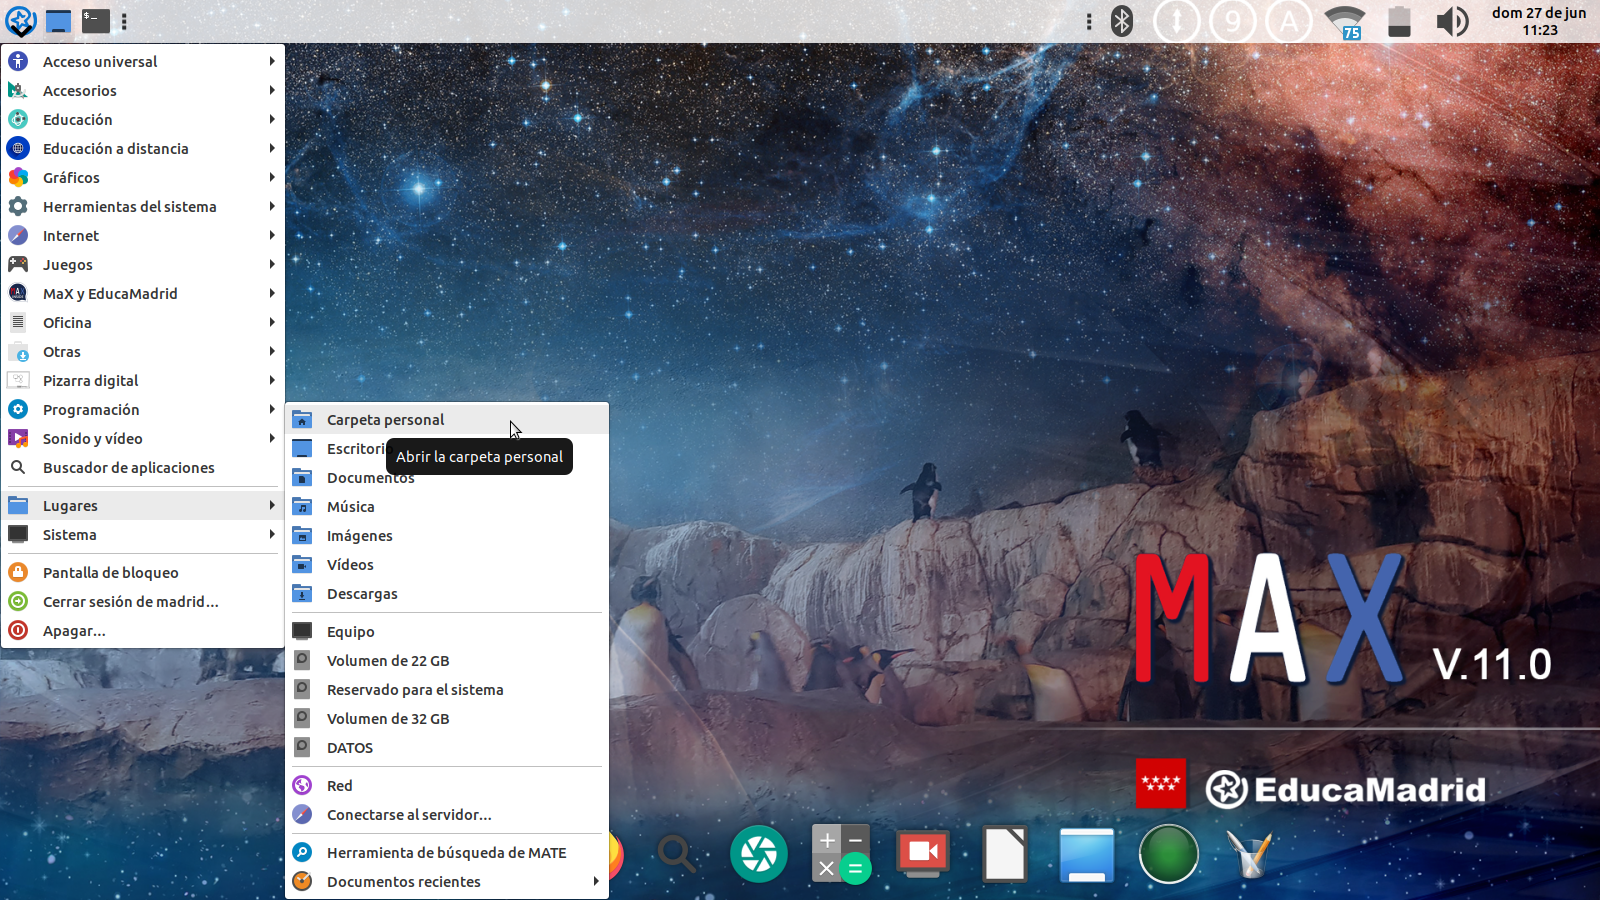 dom 27 de jun
11:23
75
9
A
$
Acceso universal
Accesorios
Educación
Educación a distancia
Gráficos
Herramientas del sistema
Internet
Juegos
MaX y EducaMadrid
Oficina
Otras
Pizarra digital
Programación
Sonido y vídeo
Buscador de aplicaciones
Lugares
Sistema
Pantalla de bloqueo
Cerrar sesión de madrid...
Apagar...
Carpeta personal
Abrir la carpeta personal
Documentos
Música
Imágenes
Vídeos
Descargas
Equipo
Volumen de 22 GB
Reservado para el sistema
Volumen de 32 GB
DATOS
Red
Conectarse al servidor...
Herramienta de búsqueda de MATE
Documentos recientes
MAX V.11.0
EducaMadrid